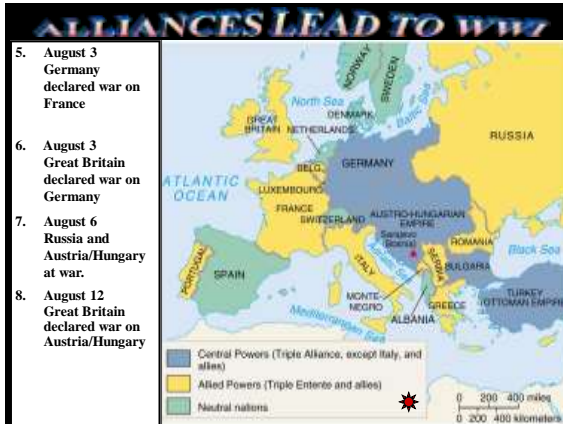 ALLIANCES LEAD TO WWI
5. August 3
Germany
declared war on
France
6. August 3
Great Britain
declared war on
Germany
7. August 6
Russia and
Austria/Hungary
at war.
8. August 12
Great Britain
declared war on
Austria/Hungary
NORWAY
SWEDEN
North Sea
Baltic Sea
DENMARK
GREAT
BRITAIN
NETHERLANDS
RUSSIA
BELG.
GERMANY
ATLANTIC
OCEAN
LUXEMBOURG
FRANCE
SWITZERLAND
AUSTRO-HUNGARIAN
EMPIRE
Sarajevo
Bosnia)
ROMANIA
Black Sea
PORTUGAL
SPAIN
ITALY
Adriatic
Sea
SERBIA
BULGARIA
MONTE-
NEGRO
ALBANIA
GREECE
TURKEY
OTTOMAN EMPIRE
Mediterranean Sea
Central Powers (Triple Alliance, except Italy, and
allies)
Allied Powers (Triple Entente and allies)
Neutral nations
0 200 400 miles
0 200 400 kilometers